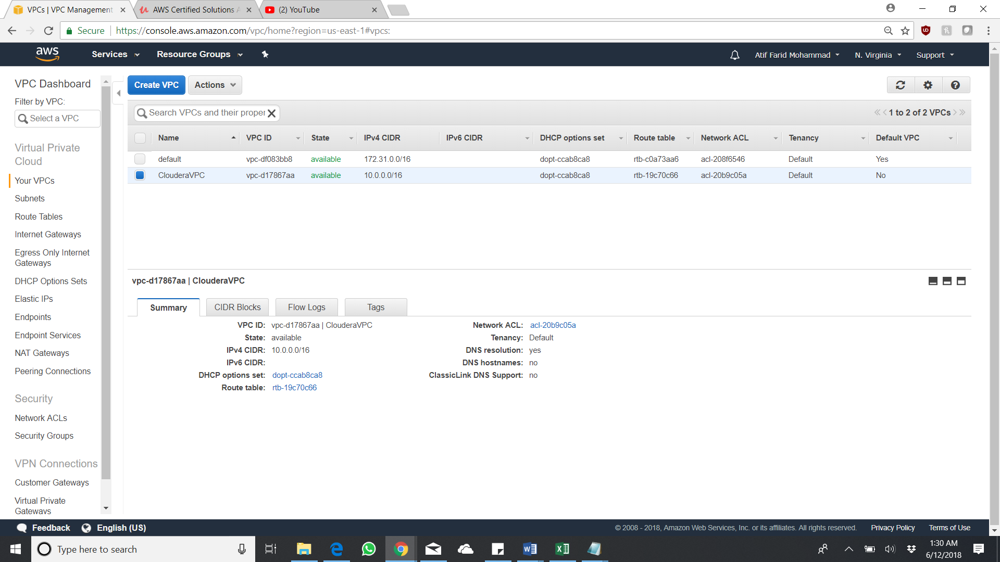 VPCs | VPC Management
AWS Certified Solutions A
(2) YouTube
Secure
https://console.aws.amazon.com/vpc/home?region=us-east-1#vpcs:
aws
Services
Resource Groups
Atif Farid Mohammad
N. Virginia
Support
VPC Dashboard
Filter by VPC:
Select a VPC
Virtual Private
Cloud
Your VPCs
Subnets
Route Tables
Internet Gateways
Egress Only Internet
Gateways
DHCP Options Sets
Elastic IPs
Endpoints
Endpoint Services
NAT Gateways
Peering Connections
Security
Network ACLs
Security Groups
VPN Connections
Customer Gateways
Virtual Private
Gateways
Create VPC
Actions
Search VPCs and their proper
1 to 2 of 2 VPCs
Name VPC ID State IPv4 CIDR IPv6 CIDR DHCP options set Route table Network ACL Tenancy Default VPC
default vpc-df083bb8 available 172.31.0.0/16 dopt-ccab8ca8 rtb-c0a73aa6 acl-208f6546 Default Yes
ClouderaVPC vpc-d17867aa available 10.0.0.0/16 dopt-ccab8ca8 rtb-19c70c66 acl-20b9c05a Default No
vpc-d17867aa | ClouderaVPC
Summary
CIDR Blocks
Flow Logs
Tags
VPC ID: vpc-d17867aa | ClouderaVPC
State: available
IPv4 CIDR: 10.0.0.0/16
IPv6 CIDR:
DHCP options set: dopt-ccab8ca8
Route table: rtb-19c70c66
Network ACL: acl-20b9c05a
Tenancy: Default
DNS resolution: yes
DNS hostnames: no
ClassicLink DNS Support: no
Feedback
English (US)
© 2008 - 2018, Amazon Web Services, Inc. or its affiliates. All rights reserved.
Privacy Policy
Terms of Use
Type here to search
1:30 AM
6/12/2018